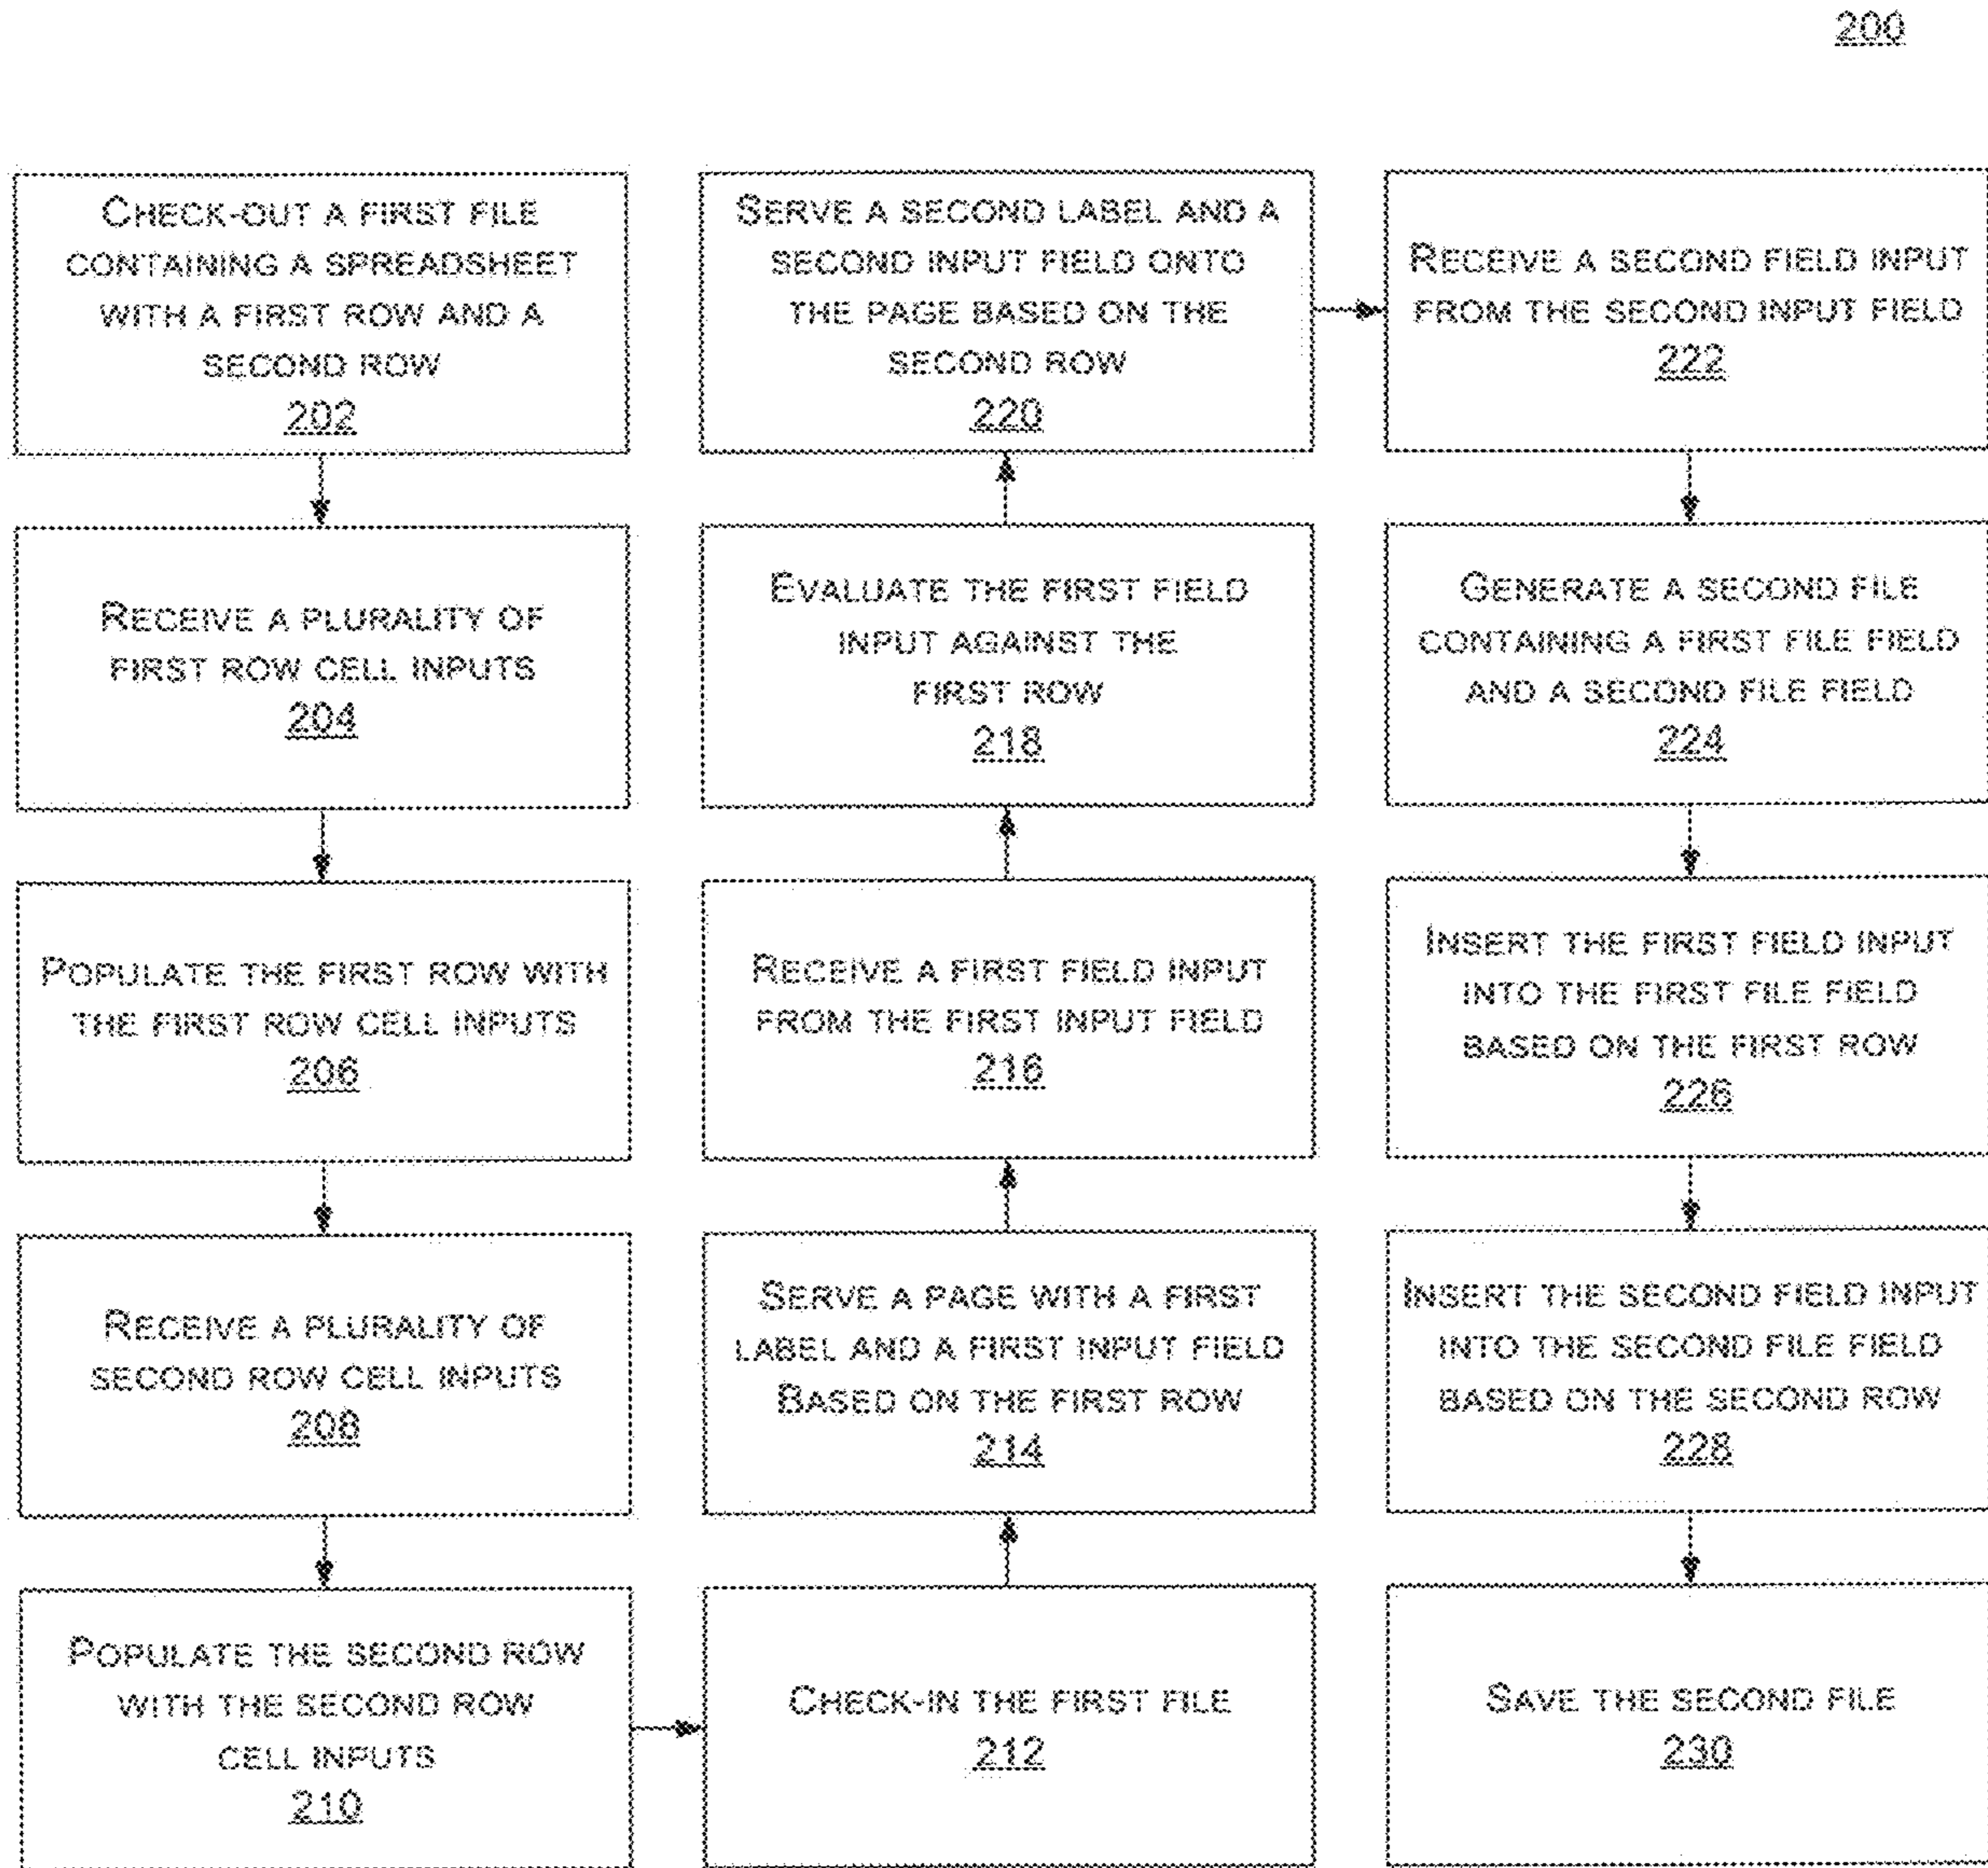 200
CHECK-OUT A FIRST FILE
CONTAINING A SPREADSHEET
WITH A FIRST ROW AND A
SECOND ROW
202
RECEIVE A PLURALITY OF
FIRST ROW CELL INPUTS
204
POPULATE THE FIRST ROW WITH
THE FIRST ROW CELL INPUTS
206
RECEIVE A PLURALITY OF
SECOND ROW CELL INPUTS
208
POPULATE THE SECOND ROW
WITH THE SECOND ROW
CELL INPUTS
210
CHECK-IN THE FIRST FILE
212
SERVE A PAGE WITH A FIRST
LABEL AND A FIRST INPUT FIELD
BASED ON THE FIRST ROW
214
RECEIVE A FIRST FIELD INPUT
FROM THE FIRST INPUT FIELD
216
EVALUATE THE FIRST FIELD
INPUT AGAINST THE
FIRST ROW
218
SERVE A SECOND LABEL AND A
SECOND INPUT FIELD ONTO
THE PAGE BASED ON THE
SECOND ROW
220
RECEIVE A SECOND FIELD INPUT
FROM THE SECOND INPUT FIELD
222
GENERATE A SECOND FILE
CONTAINING A FIRST FILE FIELD
AND A SECOND FILE FIELD
224
INSERT THE FIRST FIELD INPUT
INTO THE FIRST FILE FIELD
BASED ON THE FIRST ROW
226
INSERT THE SECOND FIELD INPUT
INTO THE SECOND FILE FIELD
BASED ON THE SECOND ROW
228
SAVE THE SECOND FILE
230